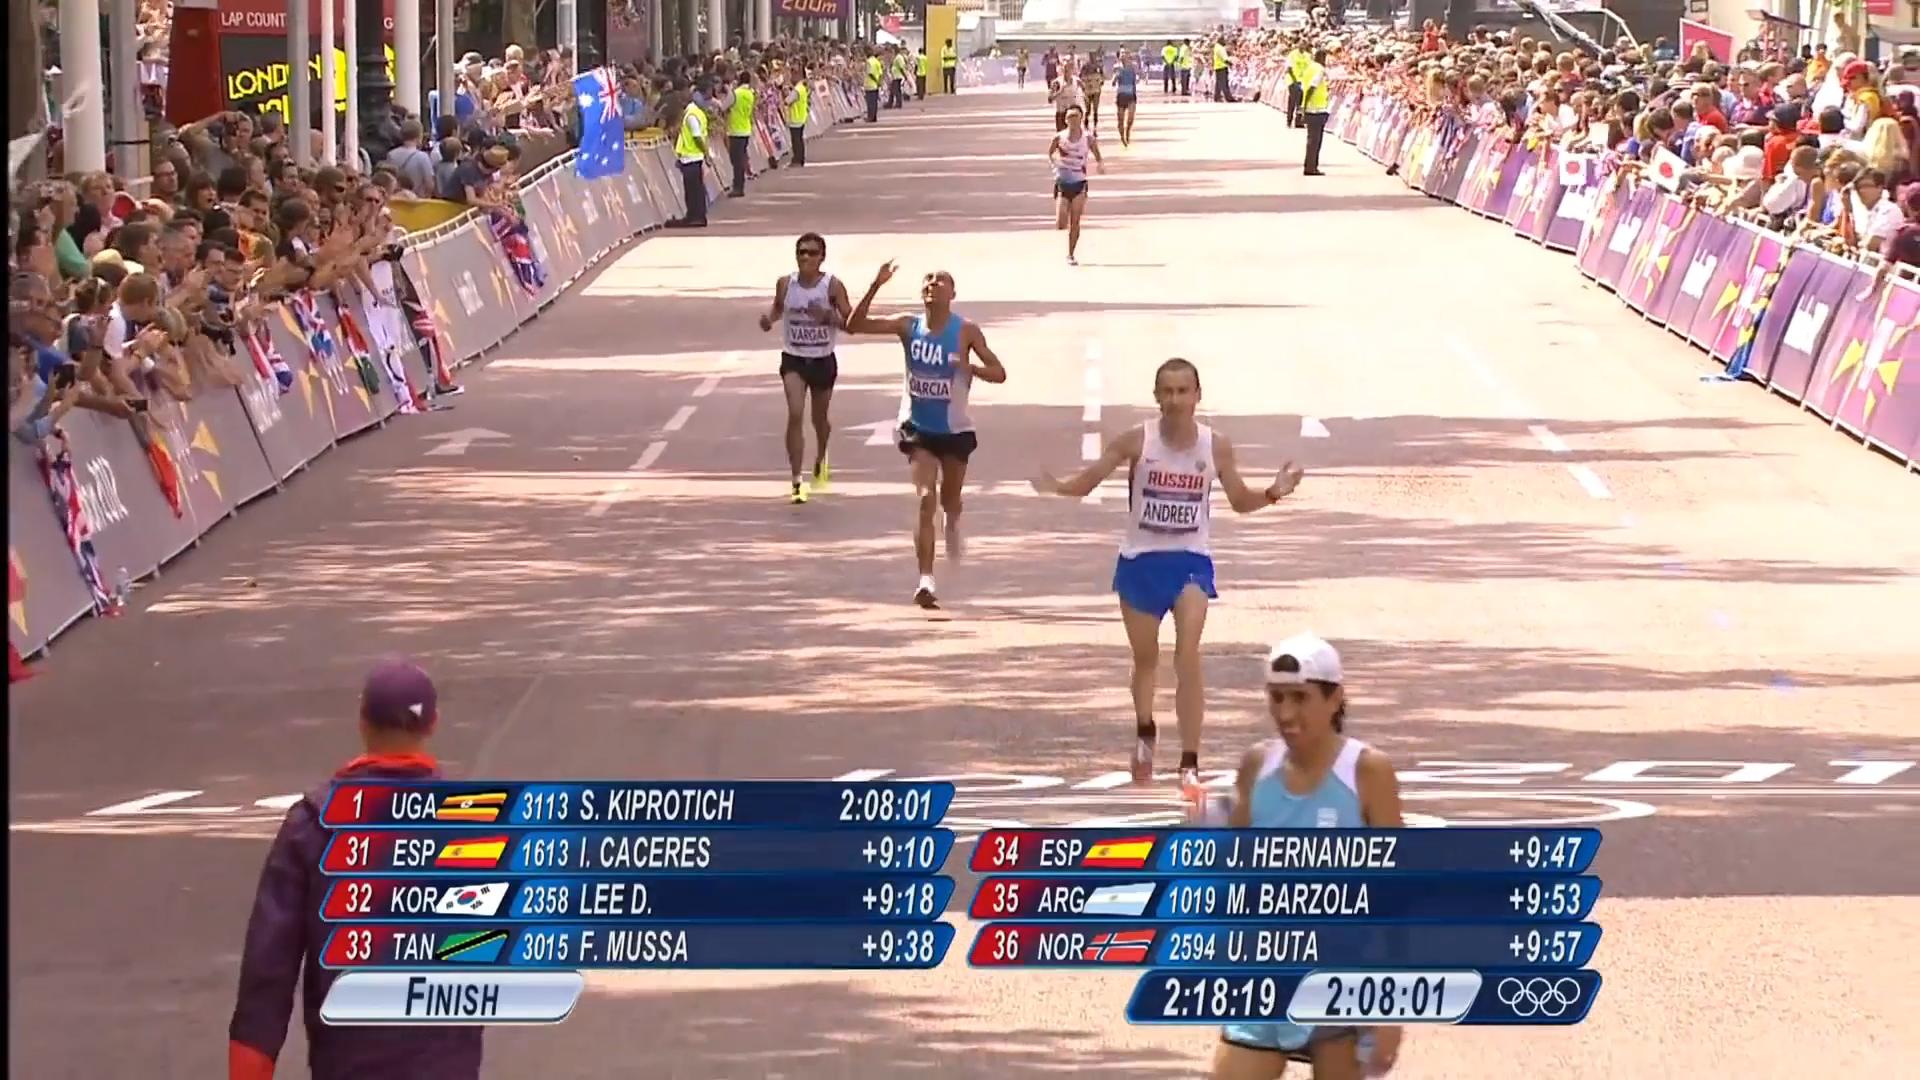 LAP COUNT
200m
LONDON
VARGAS
GUA
GARCIA
RUSSIA
ANDREEV
1 UGA 3113 S. KIPROTICH 2:08:01
31 ESP 1613 I. CACERES +9:10
32 KOR 2358 LEE D. +9:18
33 TAN 3015 F. MUSSA +9:38
34 ESP 1620 J. HERNANDEZ +9:47
35 ARG 1019 M. BARZOLA +9:53
36 NOR 2594 U. BUTA +9:57
FINISH
2:18:19 2:08:01